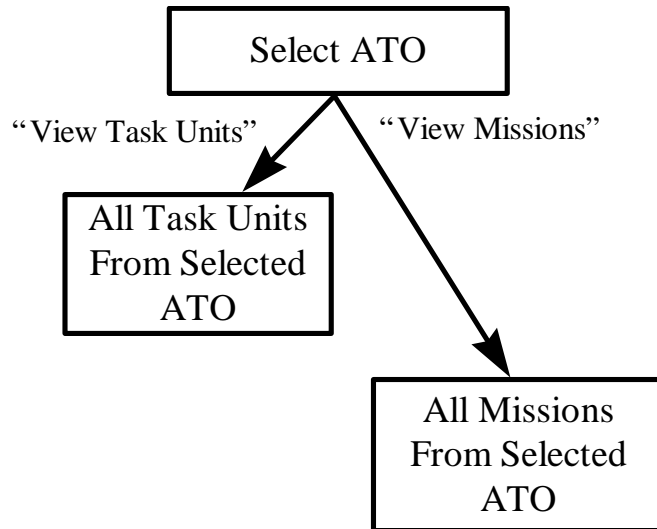 Select ATO
“View Task Units”
“View Missions”
All Task Units
From Selected
ATO
All Missions
From Selected
ATO